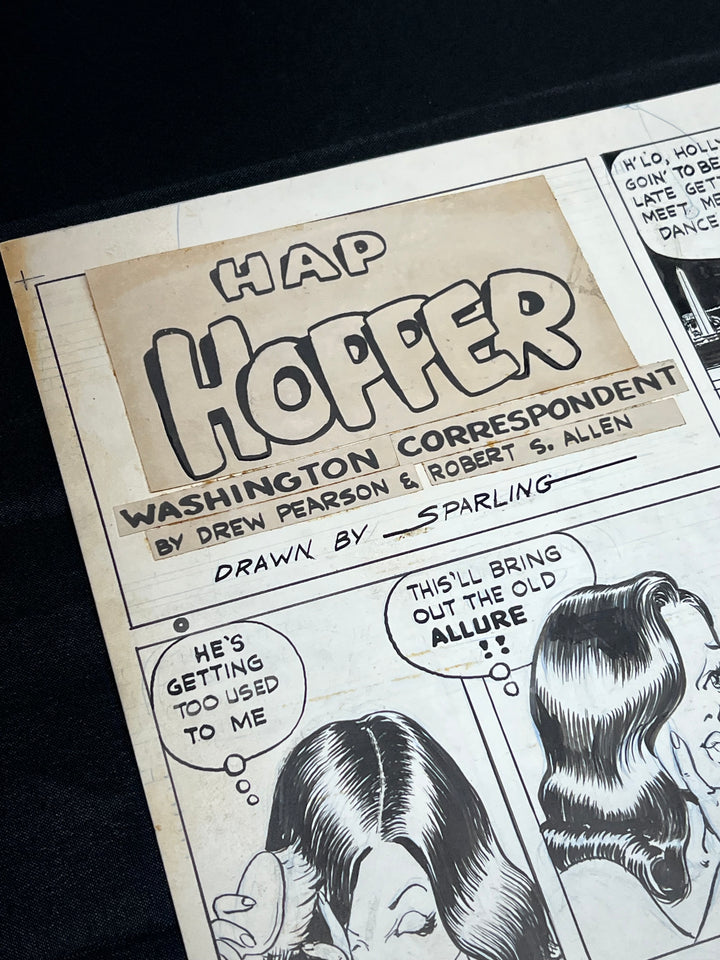 HAP
HOPPER
WASHINGTON CORRESPONDENT
BY DREW PEARSON & ROBERT S. ALLEN
DRAWN BY SPARLING
H'LO, HOLLY
GOIN' TO BE
LATE GET
MEET ME
DANCE
HE'S
GETTING
TOO USED
TO ME
THIS'LL BRING
OUT THE OLD
ALLURE
!!